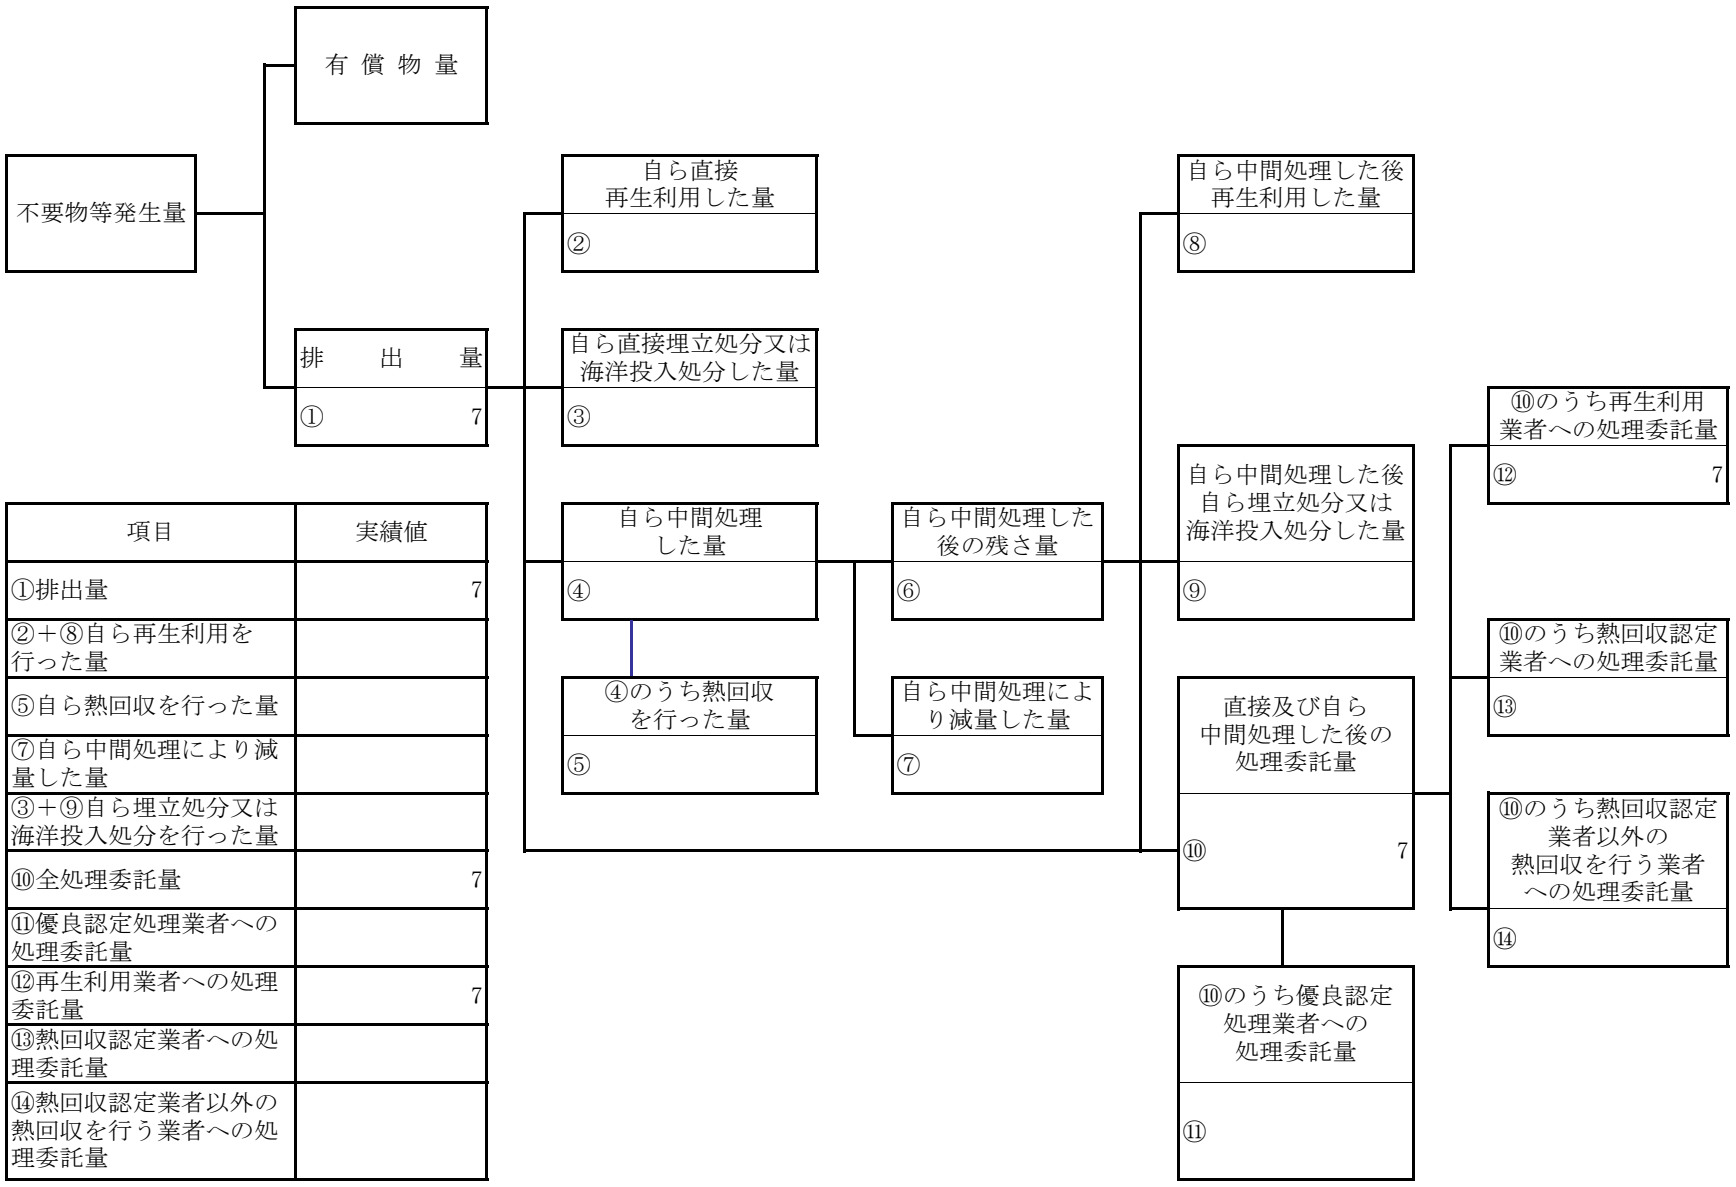 有 償 物 量
不要物等発生量
排 出 量
① 7
自ら直接
再生利用した量
②
自ら直接埋立処分又は
海洋投入処分した量
③
自ら中間処理
した量
④
④のうち熱回収
を行った量
⑤
自ら中間処理した
後の残さ量
⑥
自ら中間処理によ
り減量した量
⑦
自ら中間処理した後
再生利用した量
⑧
自ら中間処理した後
自ら埋立処分又は
海洋投入処分した量
⑨
直接及び自ら
中間処理した後の
処理委託量
⑩ 7
⑩のうち優良認定
処理業者への
処理委託量
⑪
⑩のうち再生利用
業者への処理委託量
⑫ 7
⑩のうち熱回収認定
業者への処理委託量
⑬
⑩のうち熱回収認定
業者以外の
熱回収を行う業者
への処理委託量
⑭
項目 実績値
①排出量 7
②＋⑧自ら再生利用を
行った量
⑤自ら熱回収を行った量
⑦自ら中間処理により減
量した量
③＋⑨自ら埋立処分又は
海洋投入処分を行った量
⑩全処理委託量 7
⑪優良認定処理業者への
処理委託量
⑫再生利用業者への処理
委託量 7
⑬熱回収認定業者への処
理委託量
⑭熱回収認定業者以外の
熱回収を行う業者への処
理委託量